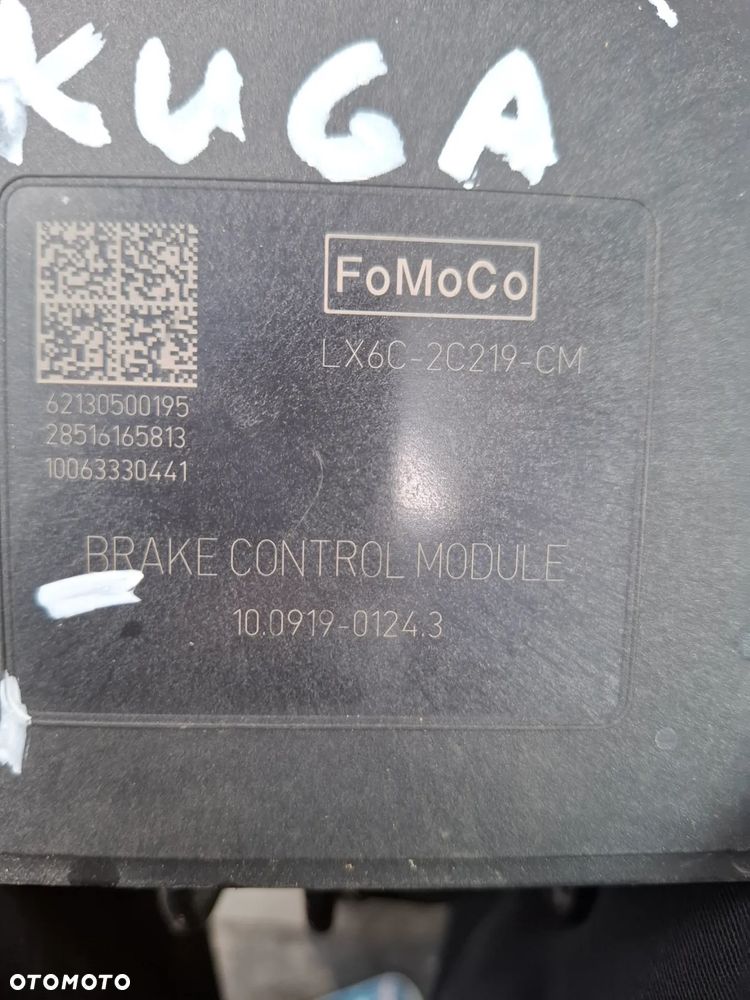 KUGA
FoMoCo
LX6C-2C219-CM
62130500195
28516165813
10063330441
BRAKE CONTROL MODULE
10.0919-0124.3
OTOMOTO